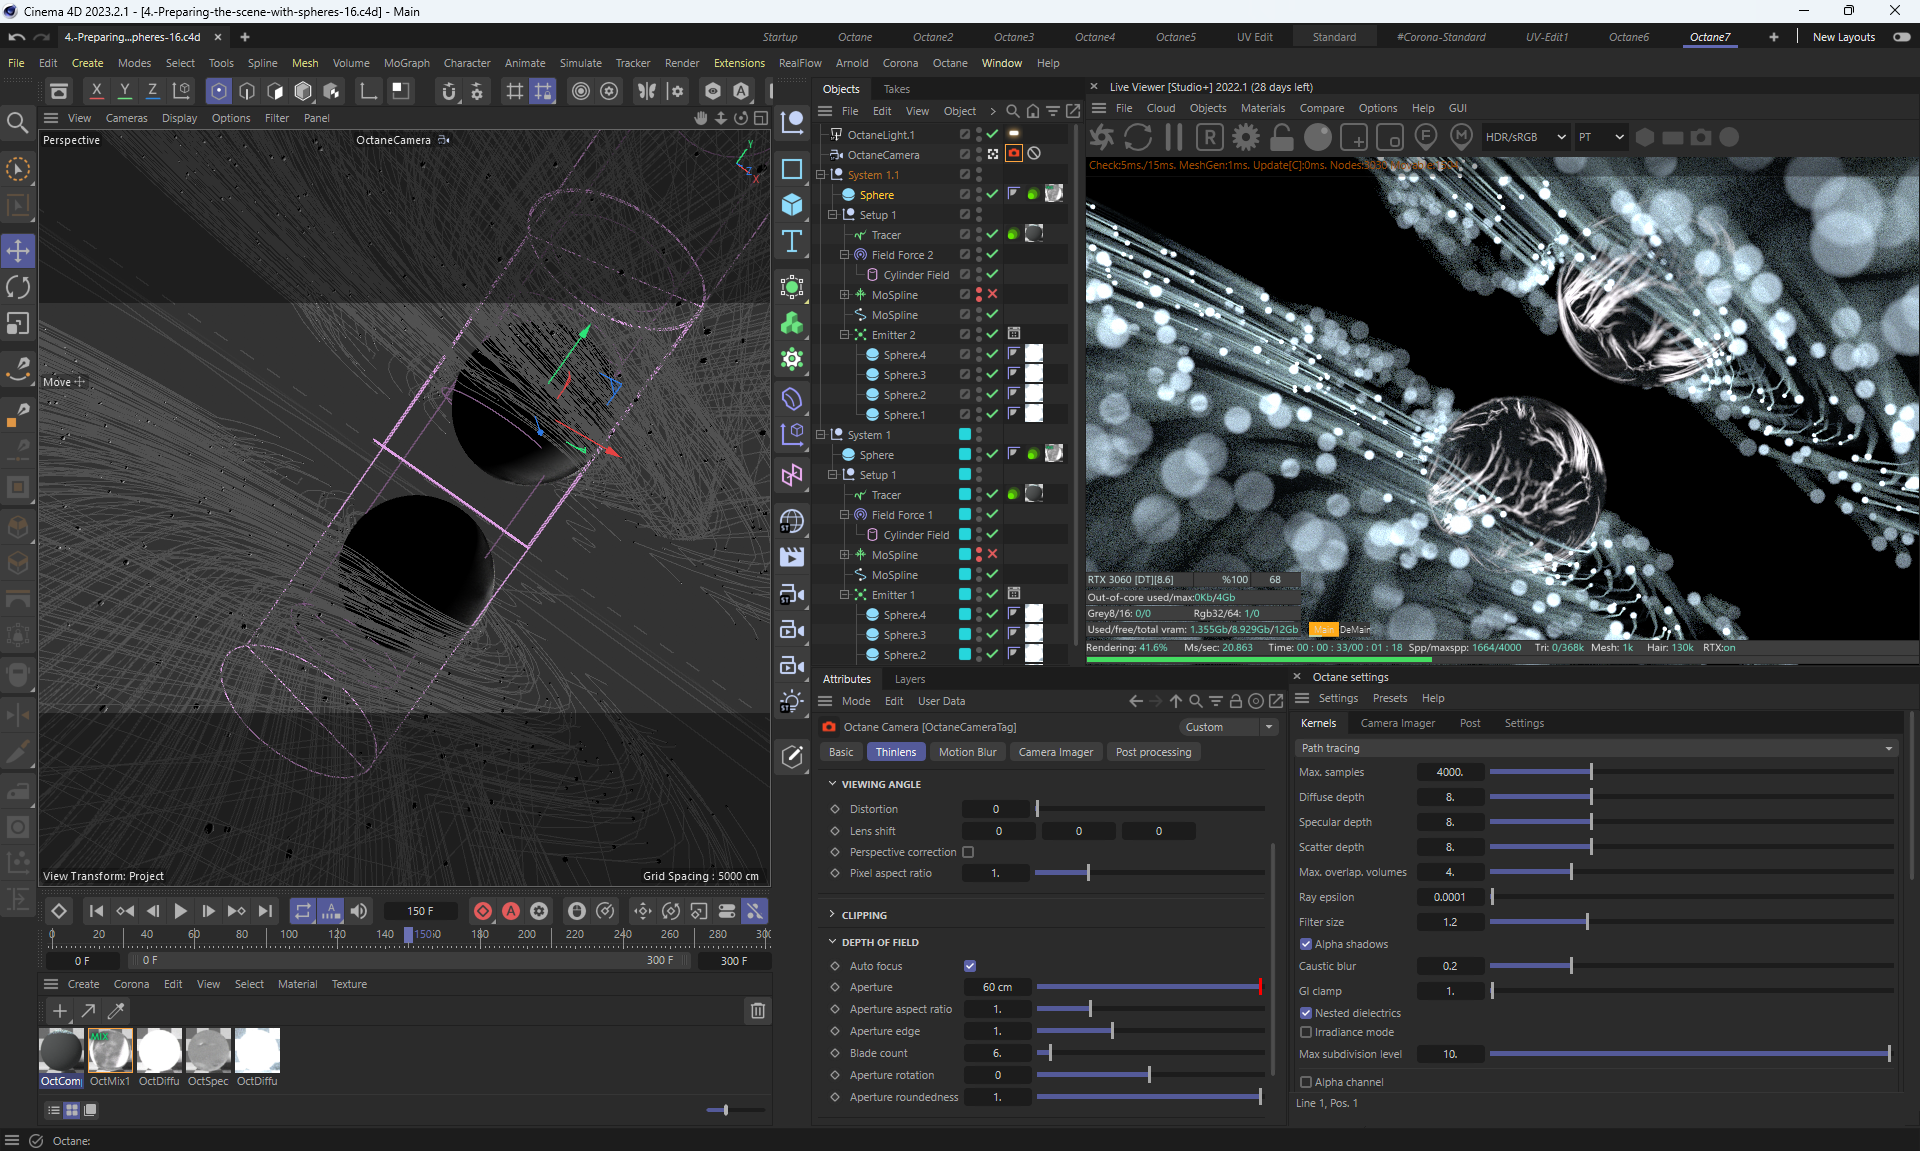 Cinema 4D 2023.2.1 - [4.-Preparing-the-scene-with-spheres-16.c4d] - Main
4.-Preparing...pheres-16.c4d
Startup Octane Octane2 Octane3 Octane4 Octane5 UV Edit Standard #Corona-Standard UV-Edit1 Octane6 Octane7 New Layouts
File Edit Create Modes Select Tools Spline Mesh Volume MoGraph Character Animate Simulate Tracker Render Extensions RealFlow Arnold Corona Octane Window Help
X Y Z
View Cameras Display Options Filter Panel
Perspective
OctaneCamera
Y
Z
X
Move
View Transform: Project
Grid Spacing : 5000 cm
150 F
0 20 40 60 80 100 120 140 150 180 200 220 240 260 280
0 F
0 F
300 F
300 F
Create Corona Edit View Select Material Texture
MIX
OctCom OctMix1 OctDiffu OctSpec OctDiffu
Octane:
Objects Takes
File Edit View Object
OctaneLight.1
OctaneCamera
System 1.1
Sphere
Setup 1
Tracer
Field Force 2
Cylinder Field
MoSpline
MoSpline
Emitter 2
Sphere.4
Sphere.3
Sphere.2
Sphere.1
System 1
Sphere
Setup 1
Tracer
Field Force 1
Cylinder Field
MoSpline
MoSpline
Emitter 1
Sphere.4
Sphere.3
Sphere.2
ST
ST
ST
Attributes Layers
Mode Edit User Data
Octane Camera [OctaneCameraTag]
Custom
Basic Thinlens Motion Blur Camera Imager Post processing
VIEWING ANGLE
Distortion 0
Lens shift 0 0 0
Perspective correction
Pixel aspect ratio 1.
CLIPPING
DEPTH OF FIELD
Auto focus
Aperture 60 cm
Aperture aspect ratio 1.
Aperture edge 1.
Blade count 6.
Aperture rotation 0
Aperture roundedness 1.
Live Viewer [Studio+] 2022.1 (28 days left)
File Cloud Objects Materials Compare Options Help GUI
R F M HDR/sRGB PT
Check:5ms./15ms. MeshGen:1ms. Update[C]:0ms.
RTX 3060 [DT][8.6] %100 68
Out-of-core used/max:0Kb/4Gb
Grey8/16: 0/0 Rgb32/64: 1/0
Used/free/total vram: 1.355Gb/8.929Gb/12Gb
Main DeMain
Rendering: 41.6% Ms/sec: 20.863 Time: 00 : 00 : 33/00 : 01 : 18 Spp/maxspp: 1664/4000 Tri: 0/368k Mesh: 1k Hair: 130k RTX:on
Octane settings
Settings Presets Help
Kernels Camera Imager Post Settings
Path tracing
Max. samples 4000.
Diffuse depth 8.
Specular depth 8.
Scatter depth 8.
Max. overlap. volumes 4.
Ray epsilon 0.0001
Filter size 1.2
Alpha shadows
Caustic blur 0.2
GI clamp 1.
Nested dielectrics
Irradiance mode
Max subdivision level 10.
Alpha channel
Line 1, Pos. 1